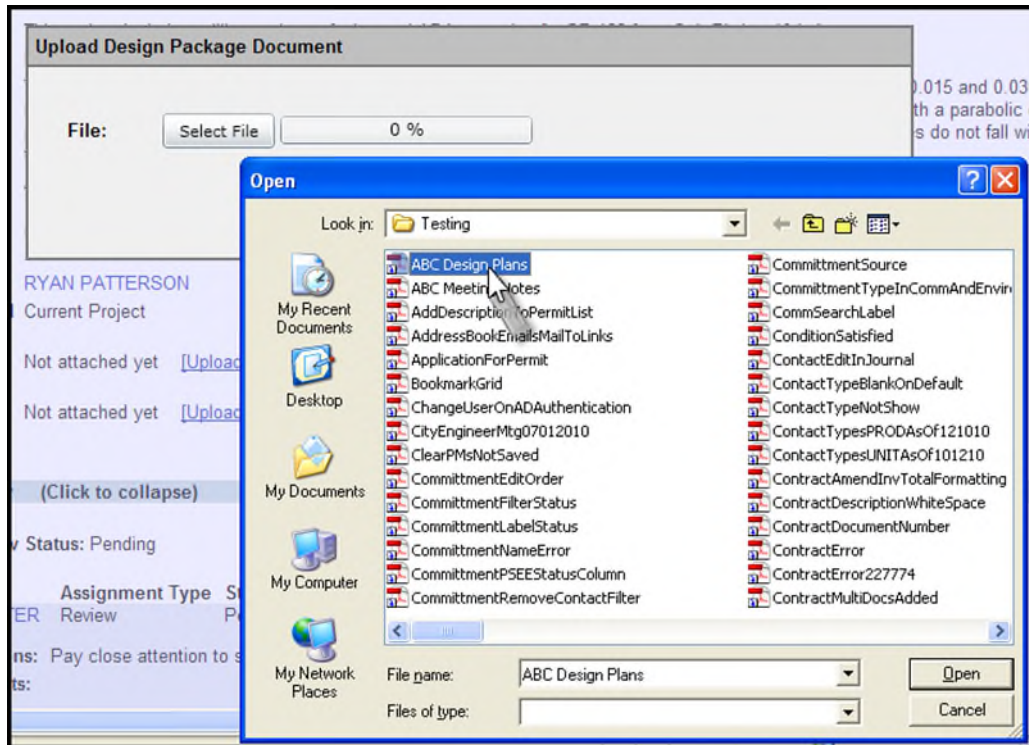 Upload Design Package Document
0.015 and 0.03
th a parabolic
s do not fall wi
File: Select File 0 %
Open
Look in: Testing
ABC Design Plans
ABC Meeting Notes
AddDescriptionToPermitList
AddressBookEmailsMailToLinks
ApplicationForPermit
BookmarkGrid
ChangeUserOnADAuthentication
CityEngineerMtg07012010
ClearPMsNotSaved
CommittmentEditOrder
CommittmentFilterStatus
CommittmentLabelStatus
CommittmentNameError
CommittmentPSEEStatusColumn
CommittmentRemoveContactFilter
CommittmentSource
CommittmentTypeInCommAndEnvir
CommSearchLabel
ConditionSatisfied
ContactEditInJournal
ContactTypeBlankOnDefault
ContactTypeNotShow
ContactTypesPRODAsOf121010
ContactTypesUNITAsOf101210
ContractAmendInvTotalFormatting
ContractDescriptionWhiteSpace
ContractDocumentNumber
ContractError
ContractError227774
ContractMultiDocsAdded
My Recent
Documents
Desktop
My Documents
My Computer
My Network
Places
File name: ABC Design Plans Open
Files of type: Cancel
RYAN PATTERSON
Current Project
Not attached yet [Upload
Not attached yet [Upload
(Click to collapse)
v Status: Pending
Assignment Type
TER Review
ns: Pay close attention to s
ts: